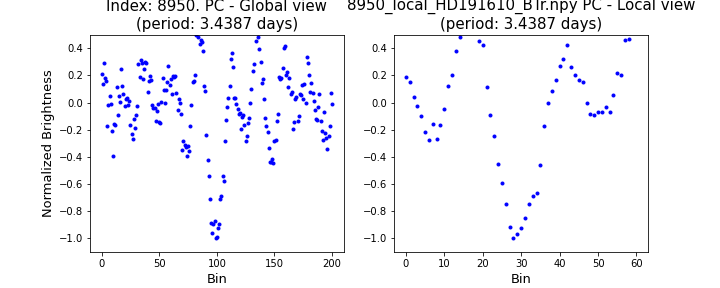 Index: 8950. PC - Global view
(period: 3.4387 days)
8950_local_HD191610_BTr.npy PC - Local view
(period: 3.4387 days)
Normalized Brightness
0.4
0.2
0.0
−0.2
−0.4
−0.6
−0.8
−1.0
0 50 100 150 200
Bin
0.4
0.2
0.0
−0.2
−0.4
−0.6
−0.8
−1.0
0 10 20 30 40 50 60
Bin